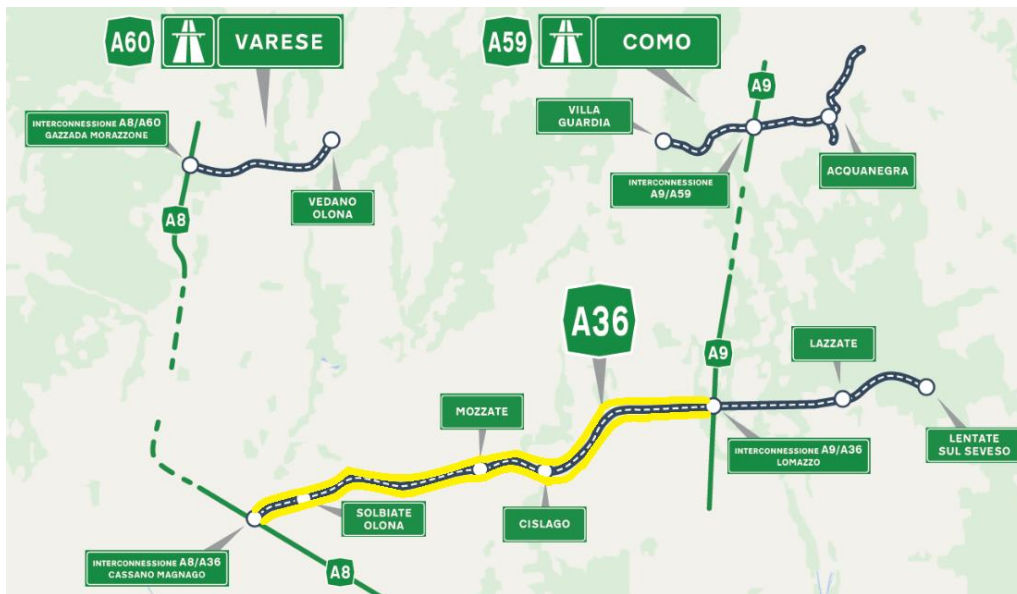 A60
VARESE
A59
COMO
A9
INTERCONNESSIONE A8/A60
GAZZADA MORAZZONE
VILLA
GUARDIA
ACQUANEGRA
INTERCONNESSIONE
A9/A59
VEDANO
OLONA
A8
A36
A9
LAZZATE
MOZZATE
LENTATE
SUL SEVESO
INTERCONNESSIONE A9/A36
LOMAZZO
SOLBIATE
OLONA
CISLAGO
INTERCONNESSIONE A8/A36
CASSANO MAGNAGO
A8